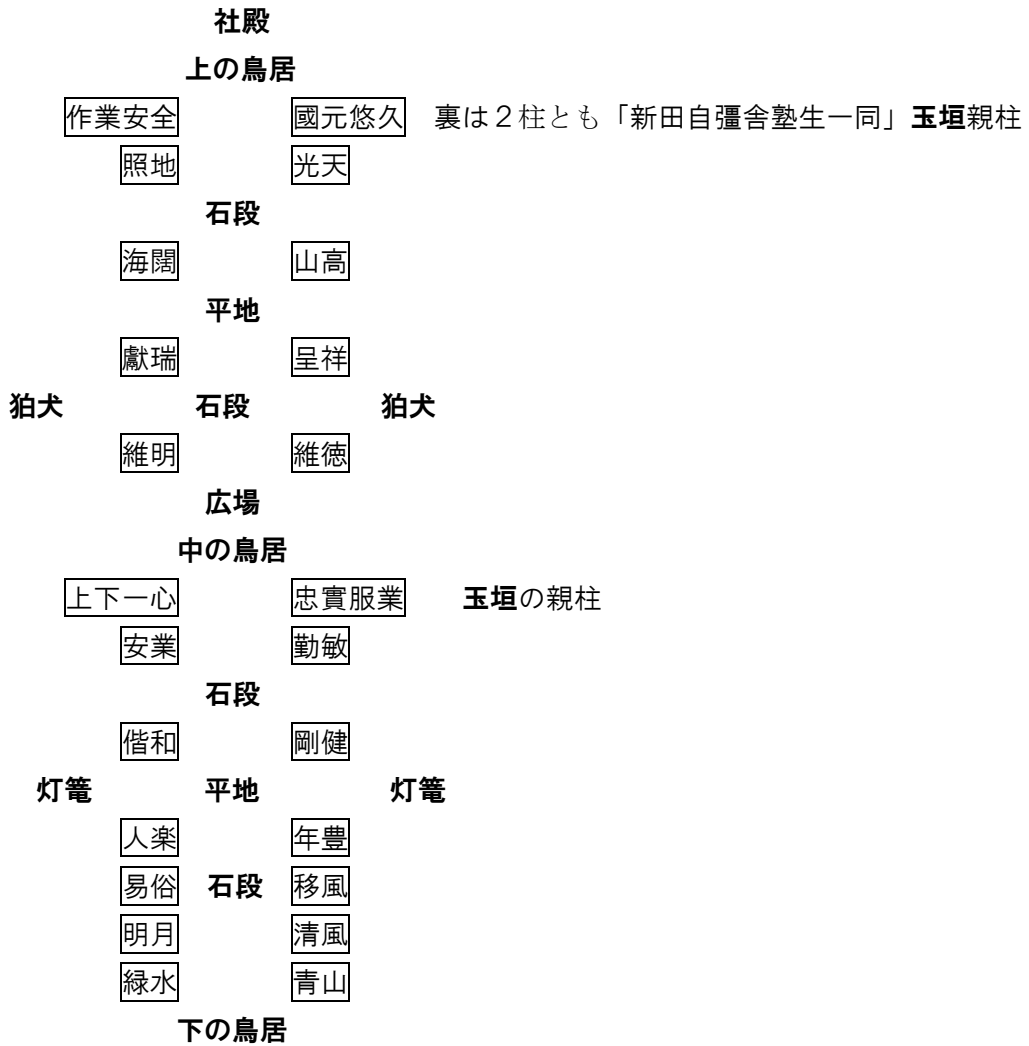 社殿
上の鳥居
作業安全 國元悠久 裏は２柱とも「新田自彊舎塾生一同」玉垣親柱
照地 光天
石段
海闊 山高
平地
獻瑞 呈祥
狛犬 石段 狛犬
維明 維徳
広場
中の鳥居
上下一心 忠實服業 玉垣の親柱
安業 勤敏
石段
偕和 剛健
灯篭 平地 灯篭
人楽 年豊
易俗 石段 移風
明月 清風
緑水 青山
下の鳥居